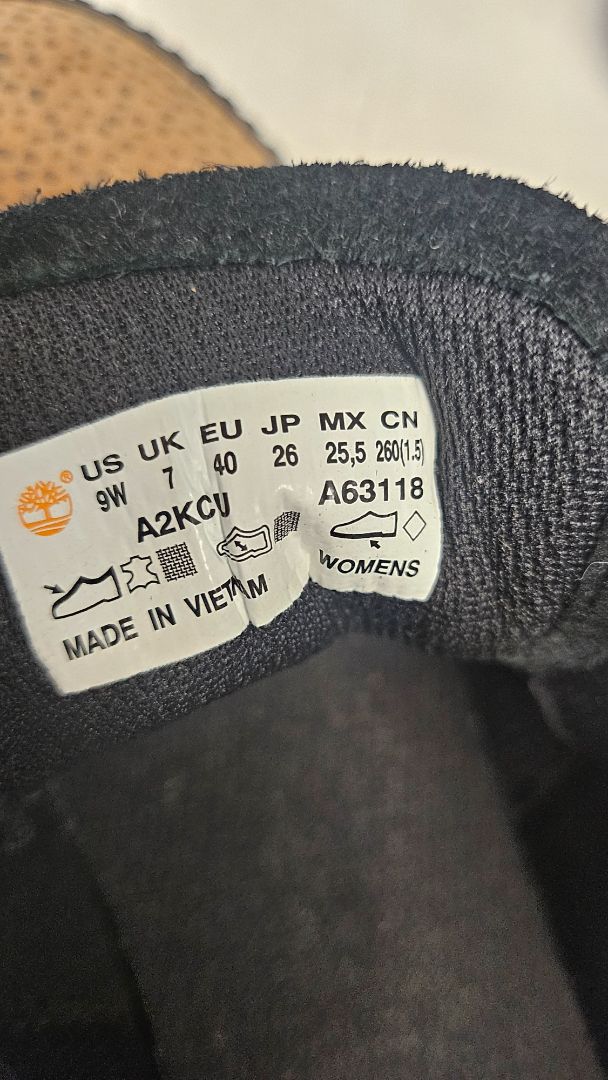 US UK EU JP MX CN
9W 7 40 26 25,5 260(1.5)
A2KCU A63118
WOMENS
MADE IN VIETNAM